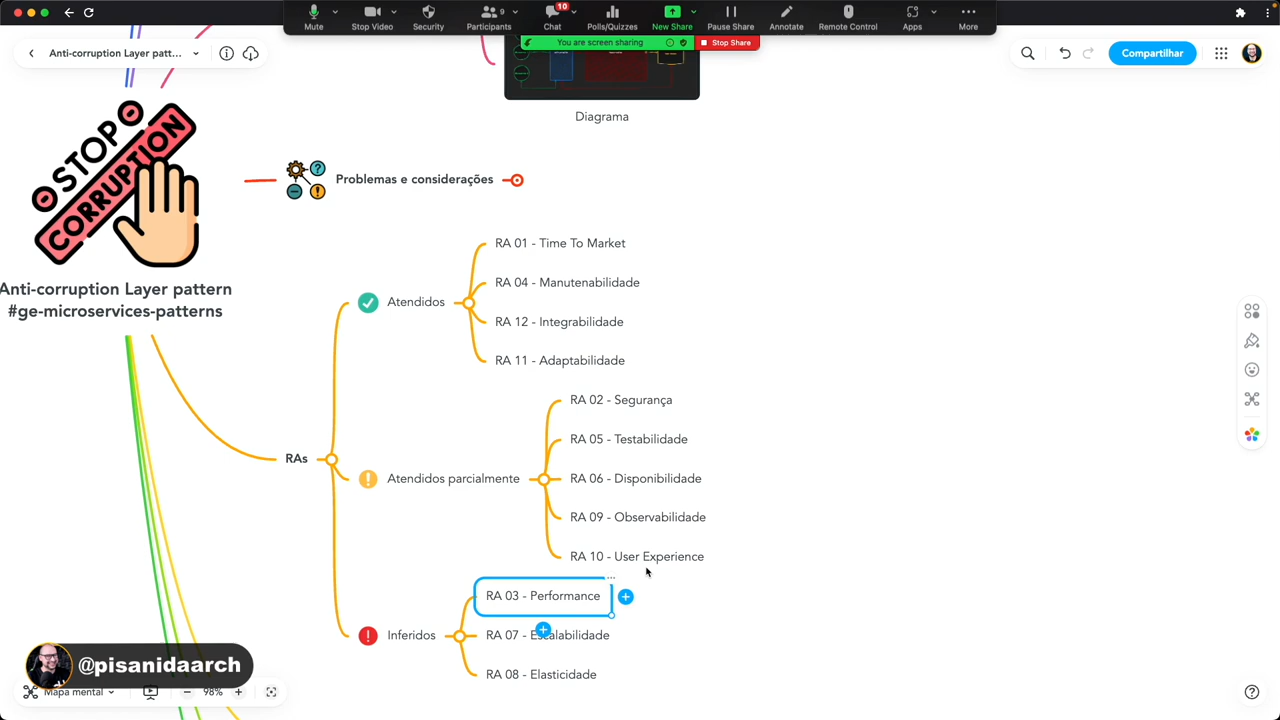 Mute
Stop Video
Security
Participants
9
Chat
10
Polls/Quizzes
New Share
Pause Share
Annotate
Remote Control
Apps
More
You are screen sharing
Stop Share
Anti-corruption Layer patt...
Compartilhar
Diagrama
STOP
CORRUPTION
Problemas e considerações
Anti-corruption Layer pattern
#ge-microservices-patterns
RAs
Atendidos
RA 01 - Time To Market
RA 04 - Manutenabilidade
RA 12 - Integrabilidade
RA 11 - Adaptabilidade
Atendidos parcialmente
RA 02 - Segurança
RA 05 - Testabilidade
RA 06 - Disponibilidade
RA 09 - Observabilidade
RA 10 - User Experience
Inferidos
RA 03 - Performance
RA 07 - Escalabilidade
RA 08 - Elasticidade
@pisanidaarch
Mapa mental
98%